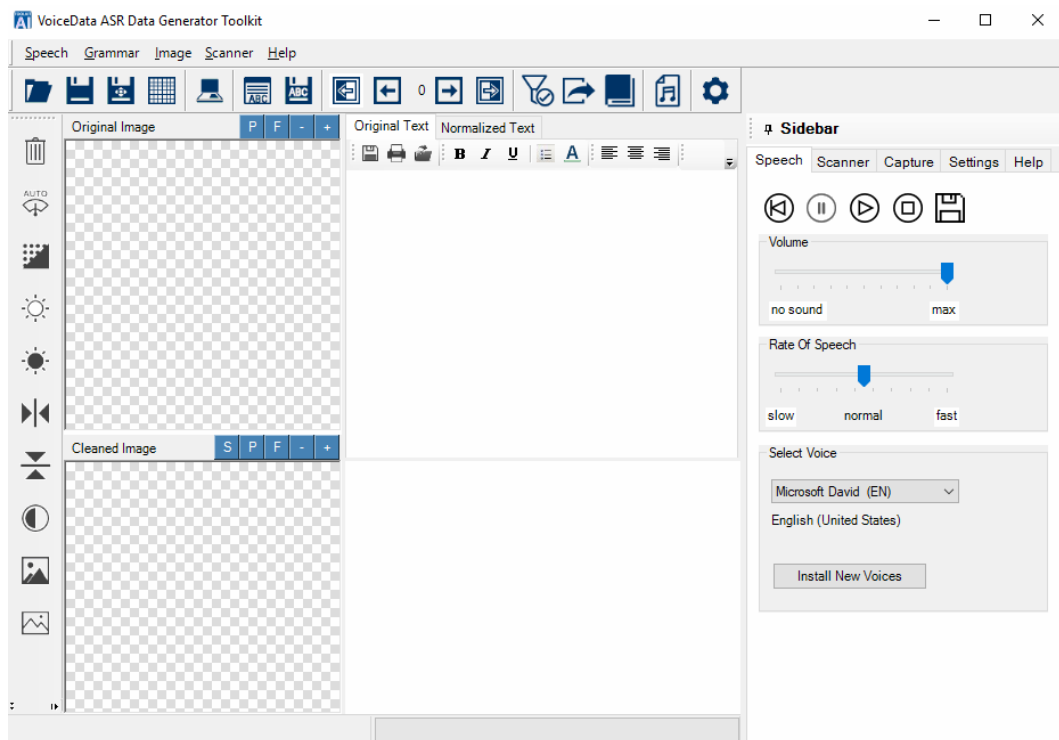 VoiceData ASR Data Generator Toolkit
Speech Grammar Image Scanner Help
ABC ABC 0
Original Image P F - +
Original Text Normalized Text
B I U A
AUTO
Cleaned Image S P F - +
Sidebar
Speech Scanner Capture Settings Help
Volume
no sound max
Rate Of Speech
slow normal fast
Select Voice
Microsoft David (EN)
English (United States)
Install New Voices